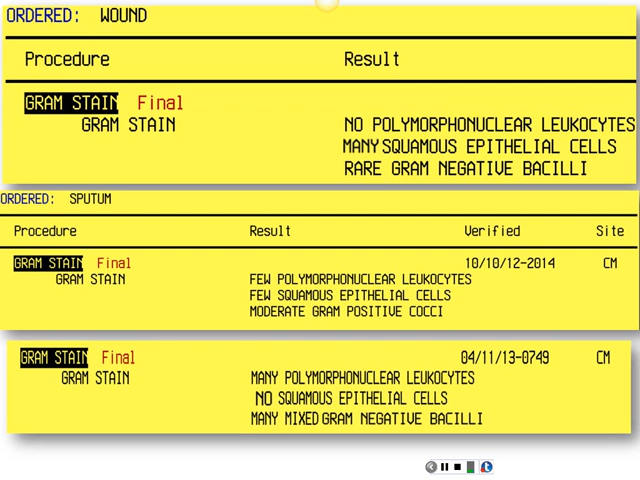 ORDERED: WOUND
Procedure Result
GRAM STAIN Final
GRAM STAIN NO POLYMORPHONUCLEAR LEUKOCYTES
MANY SQUAMOUS EPITHELIAL CELLS
RARE GRAM NEGATIVE BACILLI
ORDERED: SPUTUM
Procedure Result Verified Site
GRAM STAIN Final 10/10/12-2014 CM
GRAM STAIN FEW POLYMORPHONUCLEAR LEUKOCYTES
FEW SQUAMOUS EPITHELIAL CELLS
MODERATE GRAM POSITIVE COCCI
GRAM STAIN Final 04/11/13-0749 CM
GRAM STAIN MANY POLYMORPHONUCLEAR LEUKOCYTES
NO SQUAMOUS EPITHELIAL CELLS
MANY MIXED GRAM NEGATIVE BACILLI